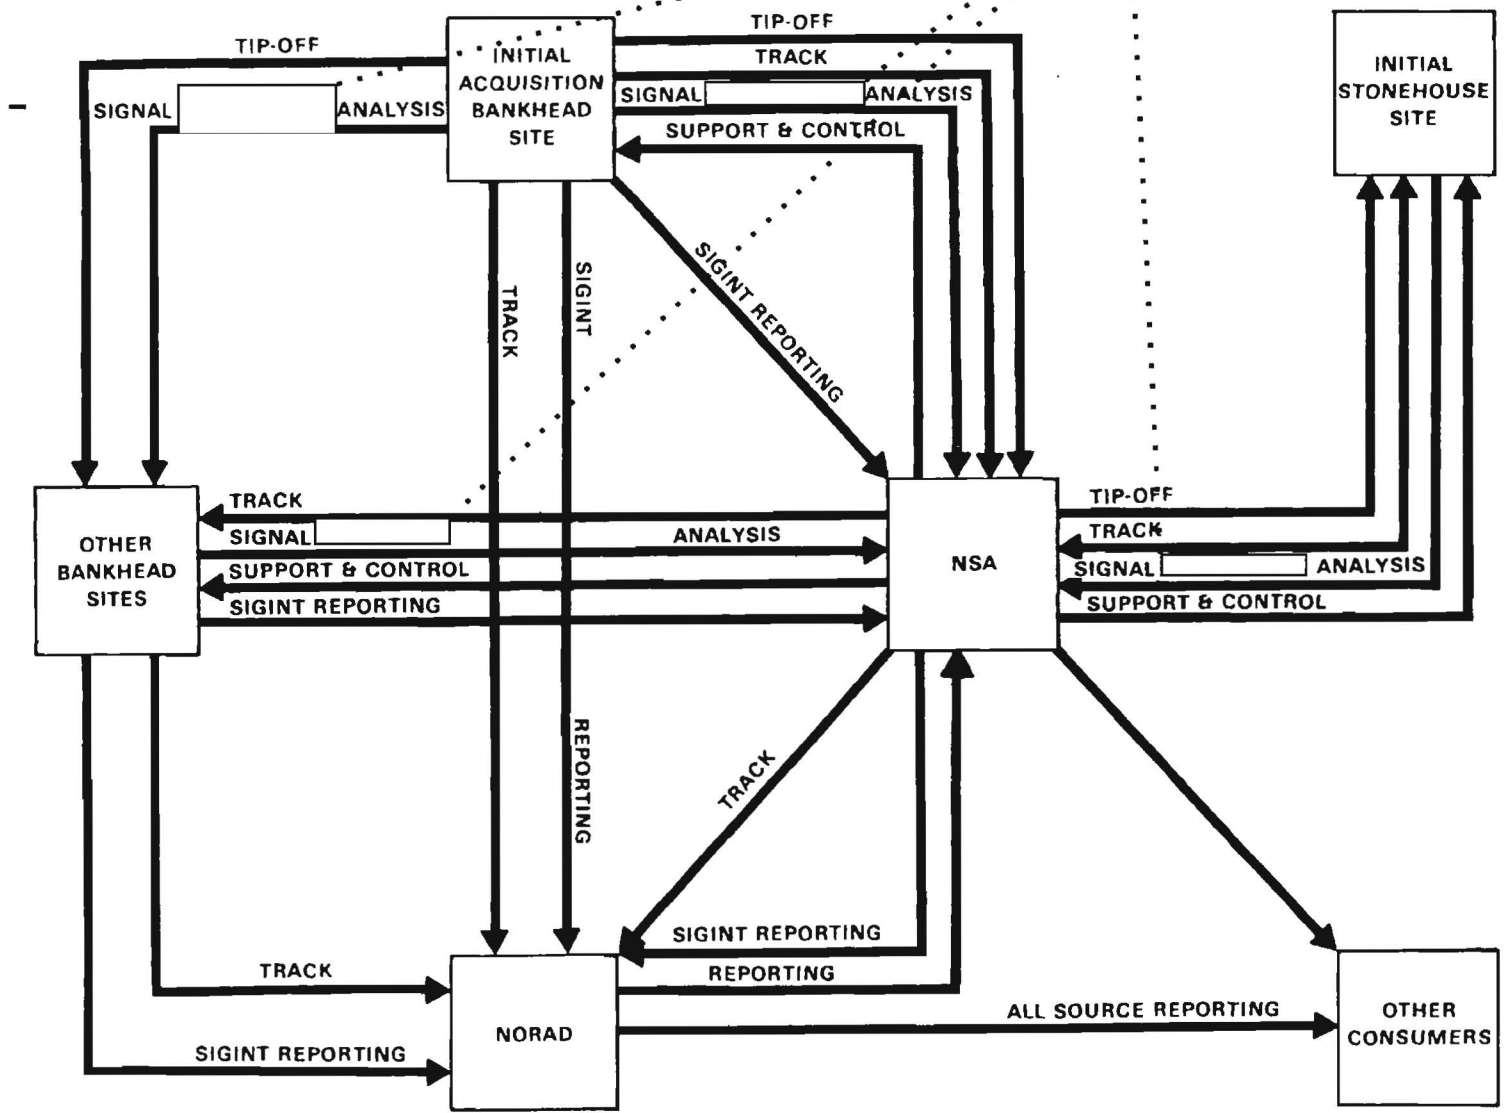 TIP-OFF
SIGNAL ANALYSIS
INITIAL
ACQUISITION
BANKHEAD
SITE
TIP-OFF
TRACK
SIGNAL ANALYSIS
SUPPORT & CONTROL
INITIAL
STONEHOUSE
SITE
TRACK
SIGINT
REPORTING
SIGINT REPORTING
OTHER
BANKHEAD
SITES
TRACK
SIGNAL ANALYSIS
SUPPORT & CONTROL
SIGINT REPORTING
NSA
TIP-OFF
TRACK
SIGNAL ANALYSIS
SUPPORT & CONTROL
TRACK
SIGINT REPORTING
REPORTING
TRACK
SIGINT REPORTING
NORAD
ALL SOURCE REPORTING
OTHER
CONSUMERS